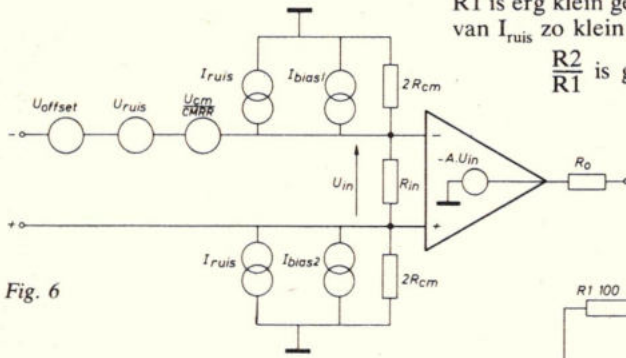 R1 is erg klein ge
van I_ruis zo klein
R2
R1 is g
I_ruis
I_bias1
2R_cm
U_offset
U_ruis
U_cm
CMRR
-
-
U_in
R_in
-A.U_in
R_o
+
+
I_ruis
I_bias2
2R_cm
Fig. 6
R1 100